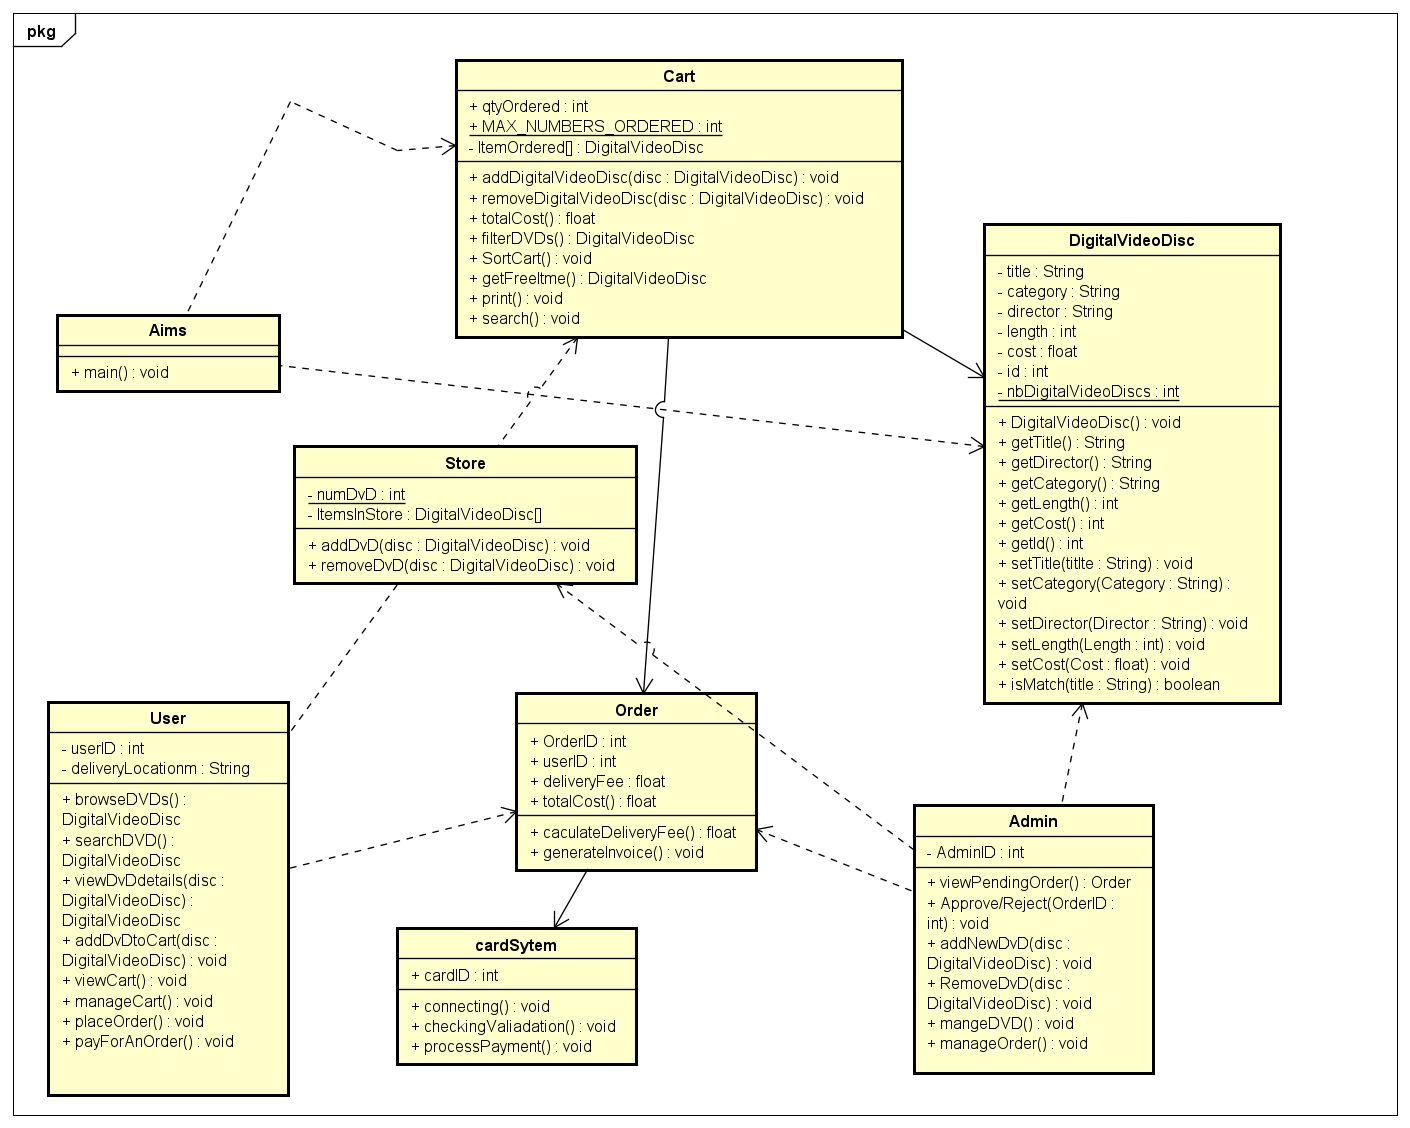 pkg
Cart
+ qtyOrdered : int
+ MAX_NUMBERS_ORDERED : int
- ItemOrdered[] : DigitalVideoDisc
+ addDigitalVideoDisc(disc : DigitalVideoDisc) : void
+ removeDigitalVideoDisc(disc : DigitalVideoDisc) : void
+ totalCost() : float
+ filterDVDs() : DigitalVideoDisc
+ SortCart() : void
+ getFreeItme() : DigitalVideoDisc
+ print() : void
+ search() : void
DigitalVideoDisc
- title : String
- category : String
- director : String
- length : int
- cost : float
- id : int
- nbDigitalVideoDiscs : int
+ DigitalVideoDisc() : void
+ getTitle() : String
+ getDirector() : String
+ getCategory() : String
+ getLength() : int
+ getCost() : int
+ getId() : int
+ setTitle(titlte : String) : void
+ setCategory(Category : String) :
void
+ setDirector(Director : String) : void
+ setLength(Length : int) : void
+ setCost(Cost : float) : void
+ isMatch(title : String) : boolean
Aims
+ main() : void
Store
- numDvD : int
- ItemsInStore : DigitalVideoDisc[]
+ addDvD(disc : DigitalVideoDisc) : void
+ removeDvD(disc : DigitalVideoDisc) : void
User
- userID : int
- deliveryLocationm : String
+ browseDVDs() :
DigitalVideoDisc
+ searchDVD() :
DigitalVideoDisc
+ viewDvDdetails(disc :
DigitalVideoDisc) :
DigitalVideoDisc
+ addDvDtoCart(disc :
DigitalVideoDisc) : void
+ viewCart() : void
+ manageCart() : void
+ placeOrder() : void
+ payForAnOrder() : void
Order
+ OrderID : int
+ userID : int
+ deliveryFee : float
+ totalCost() : float
+ caculateDeliveryFee() : float
+ generateInvoice() : void
cardSytem
+ cardID : int
+ connecting() : void
+ checkingValiadation() : void
+ processPayment() : void
Admin
- AdminID : int
+ viewPendingOrder() : Order
+ Approve/Reject(OrderID :
int) : void
+ addNewDvD(disc :
DigitalVideoDisc) : void
+ RemoveDvD(disc :
DigitalVideoDisc) : void
+ mangeDVD() : void
+ manageOrder() : void